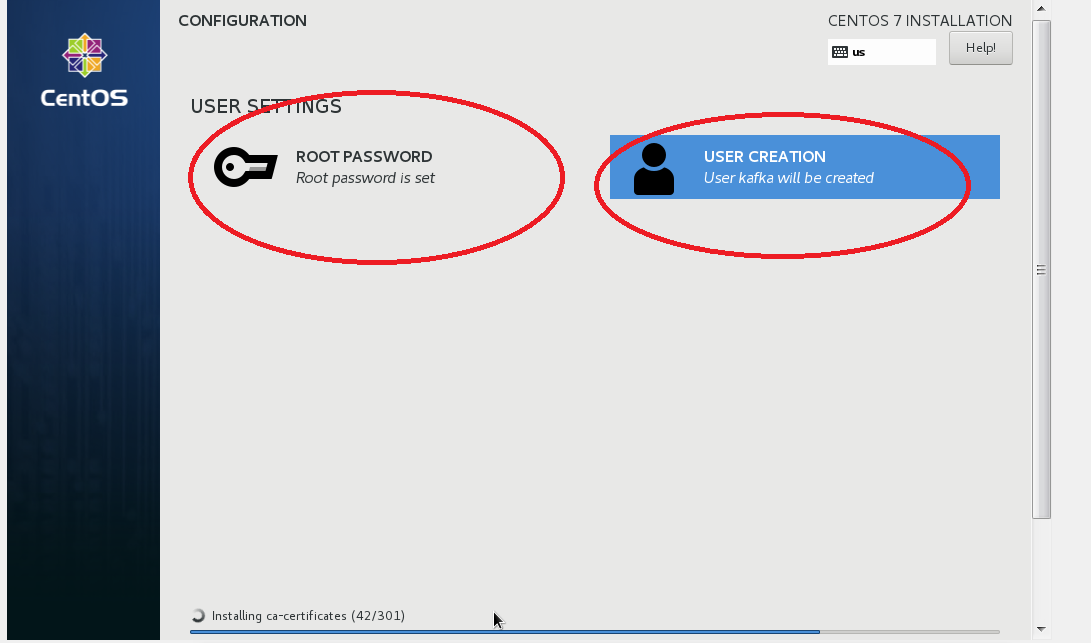 CONFIGURATION
CENTOS 7 INSTALLATION
us
Help!
CentOS
USER SETTINGS
ROOT PASSWORD
Root password is set
USER CREATION
User kafka will be created
Installing ca-certificates (42/301)